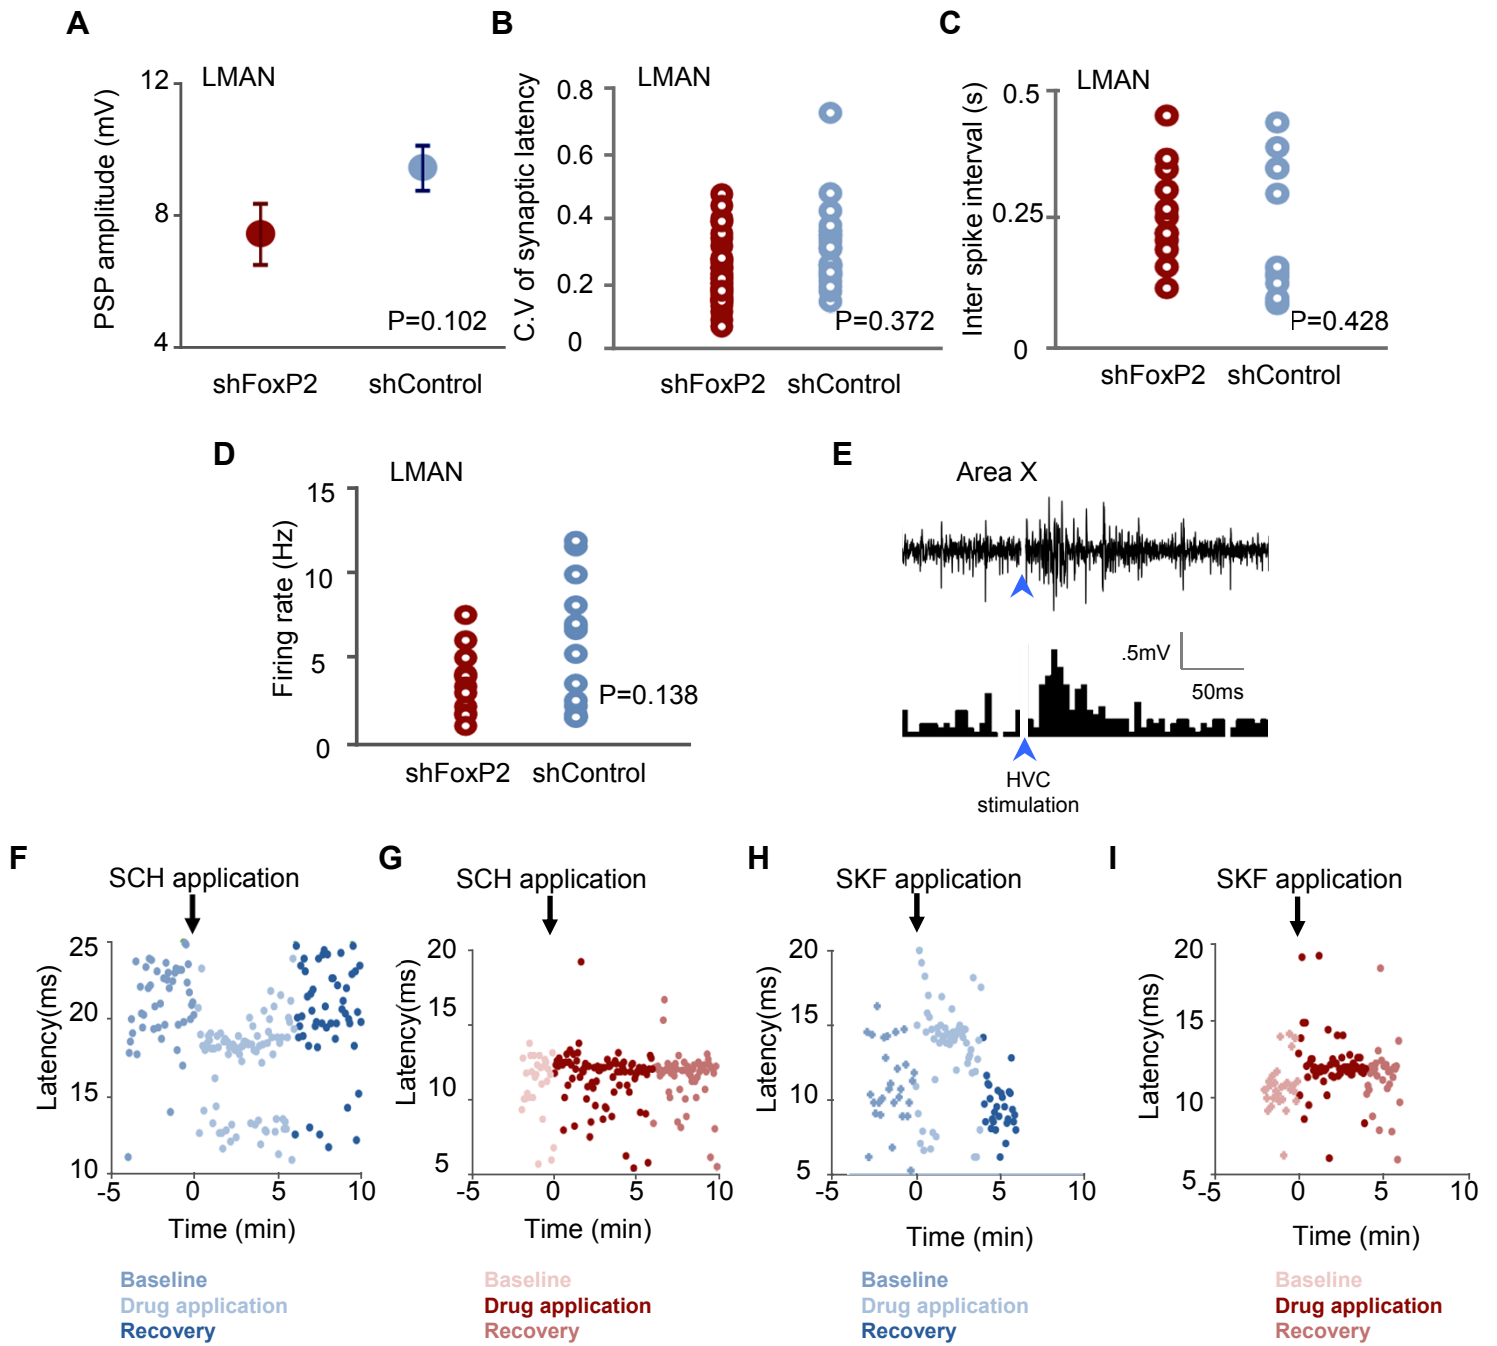 A
LMAN
PSP amplitude (mV)
12
8
4
P=0.102
shFoxP2
shControl
B
LMAN
C.V of synaptic latency
0.8
0.6
0.4
0.2
0
P=0.372
shFoxP2
shControl
C
LMAN
Inter spike interval (s)
0.5
0.25
0
P=0.428
shFoxP2
shControl
D
LMAN
Firing rate (Hz)
15
10
5
0
P=0.138
shFoxP2
shControl
E
Area X
.5mV
50ms
HVC
stimulation
F
SCH application
Latency(ms)
25
20
15
10
-5 0 5 10
Time (min)
Baseline
Drug application
Recovery
G
SCH application
Latency(ms)
20
15
10
5
-5 0 5 10
Time (min)
Baseline
Drug application
Recovery
H
SKF application
Latency(ms)
20
15
10
5
-5 0 5 10
Time (min)
Baseline
Drug application
Recovery
I
SKF application
Latency(ms)
20
15
10
5
-5 0 5 10
Time (min)
Baseline
Drug application
Recovery